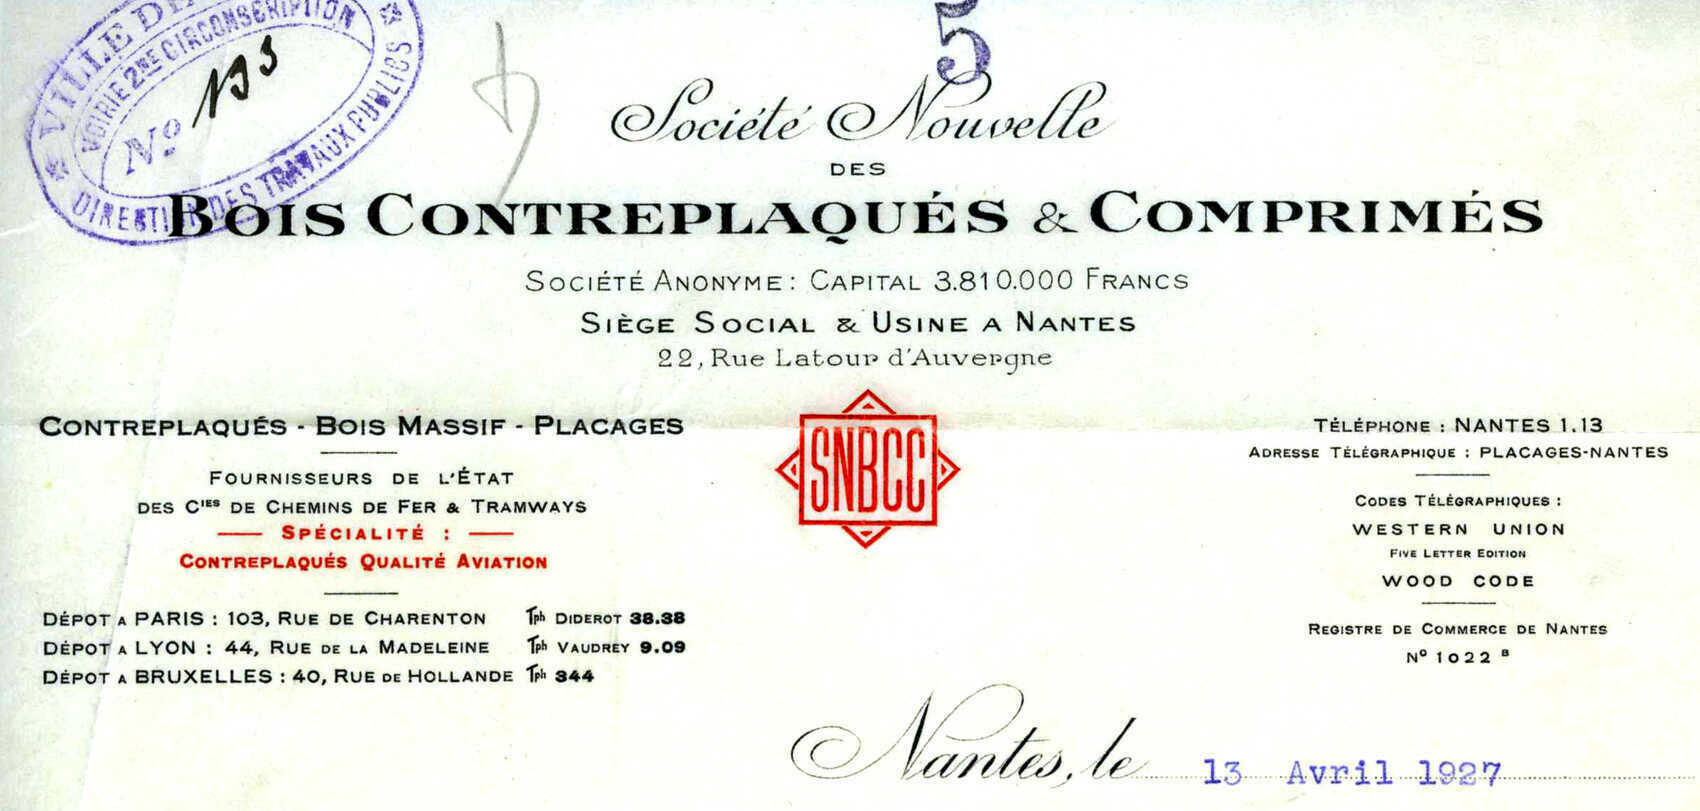 VILLE DE
VOIRIE 2ME CIRCONSCRIPTION
Nº
DIRECTION DES TRAVAUX PUBLICS
5
Société Nouvelle
DES
BOIS CONTREPLAQUÉS & COMPRIMÉS
SOCIÉTÉ ANONYME : CAPITAL 3.810.000 FRANCS
SIÈGE SOCIAL & USINE A NANTES
22, Rue Latour d'Auvergne
CONTREPLAQUÉS - BOIS MASSIF - PLACAGES
FOURNISSEURS DE L'ÉTAT
DES CIES DE CHEMINS DE FER & TRAMWAYS
SPÉCIALITÉ :
CONTREPLAQUÉS QUALITÉ AVIATION
DÉPOT A PARIS : 103, RUE DE CHARENTON Tph DIDEROT 38.38
DÉPOT A LYON : 44, RUE DE LA MADELEINE Tph VAUDREY 9.09
DÉPOT A BRUXELLES : 40, RUE DE HOLLANDE Tph 344
SNBCC
TÉLÉPHONE : NANTES 1.13
ADRESSE TÉLÉGRAPHIQUE : PLACAGES-NANTES
CODES TÉLÉGRAPHIQUES :
WESTERN UNION
FIVE LETTER EDITION
WOOD CODE
REGISTRE DE COMMERCE DE NANTES
Nº 1022 B
Nantes, le 13 Avril 1927